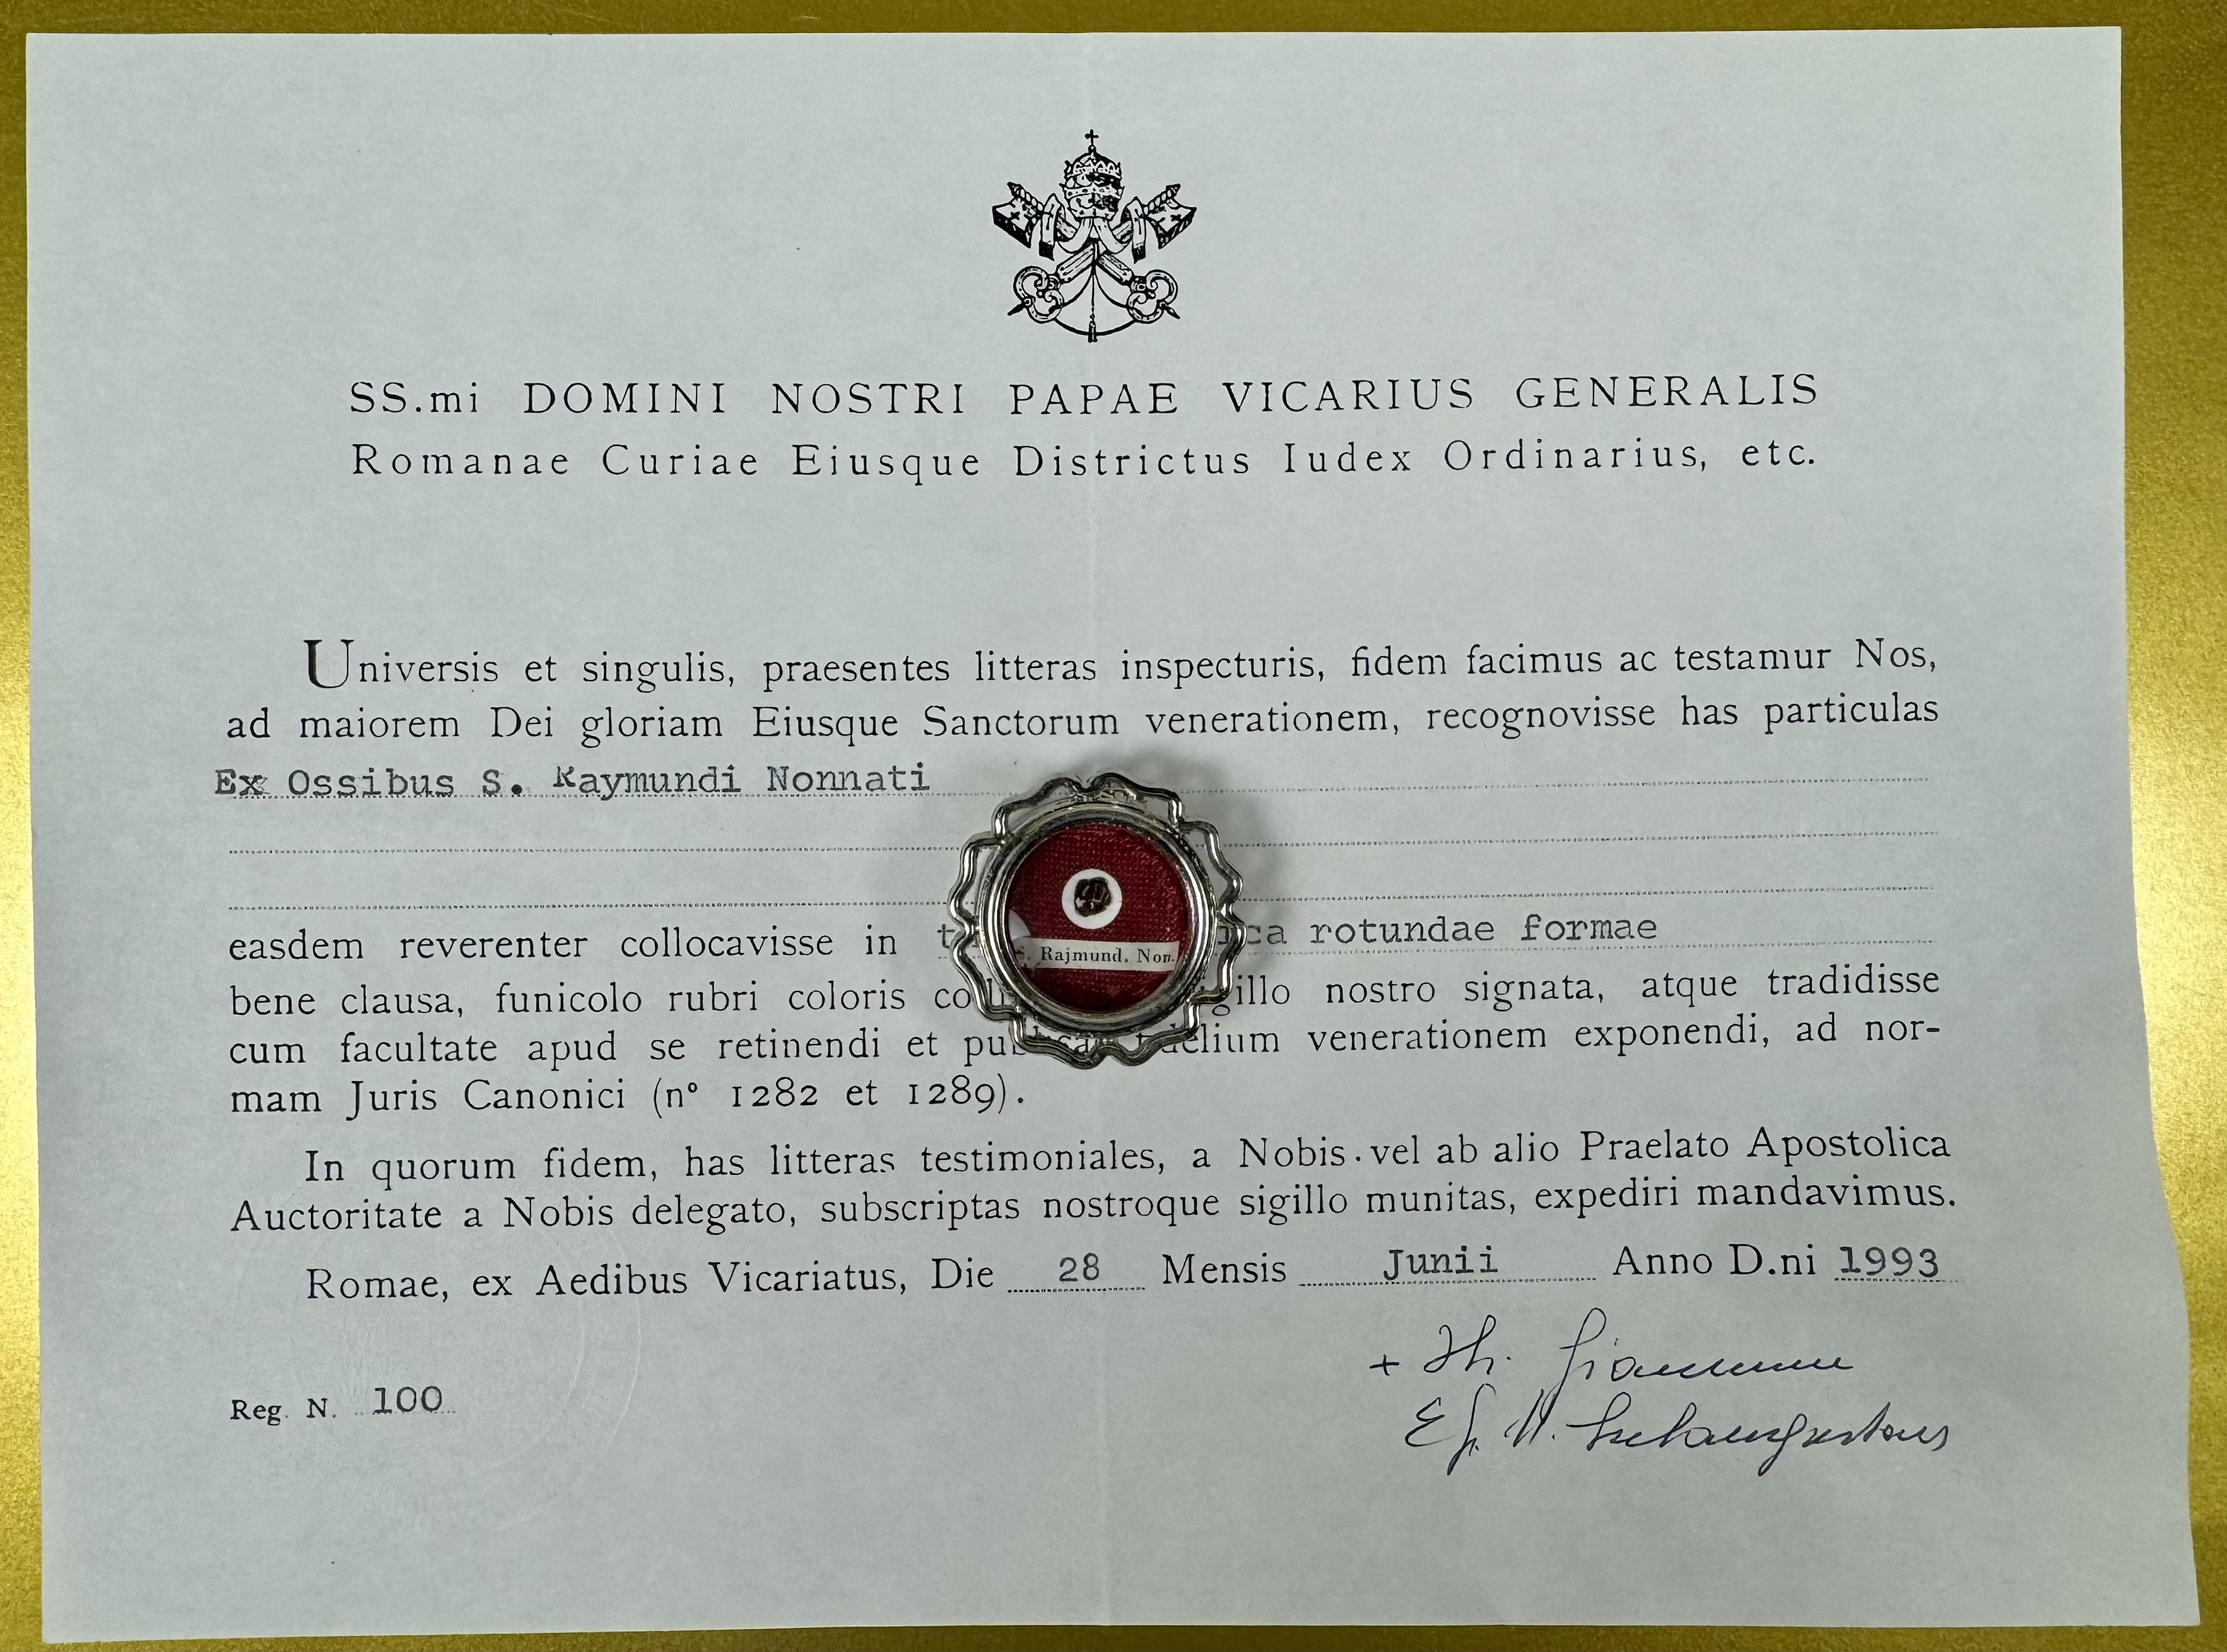 SS.mi DOMINI NOSTRI PAPAE VICARIUS GENERALIS
Romanae Curiae Eiusque Districtus Iudex Ordinarius, etc.
Universis et singulis, praesentes litteras inspecturis, fidem facimus ac testamur Nos,
ad maiorem Dei gloriam Eiusque Sanctorum venerationem, recognovisse has particulas
Ex Ossibus S. Raymundi Nonnati
easdem reverenter collocavisse in rotundae formae
S. Rajmund. Non.
bene clausa, funicolo rubri coloris nostro signata, atque tradidisse
cum facultate apud se retinendi et venerationem exponendi, ad nor-
mam Juris Canonici (n° 1282 et 1289).
In quorum fidem, has litteras testimoniales, a Nobis vel ab alio Praelato Apostolica
Auctoritate a Nobis delegato, subscriptas nostroque sigillo munitas, expediri mandavimus.
Romae, ex Aedibus Vicariatus, Die 28 Mensis Junii Anno D.ni 1993
Reg. N. 100